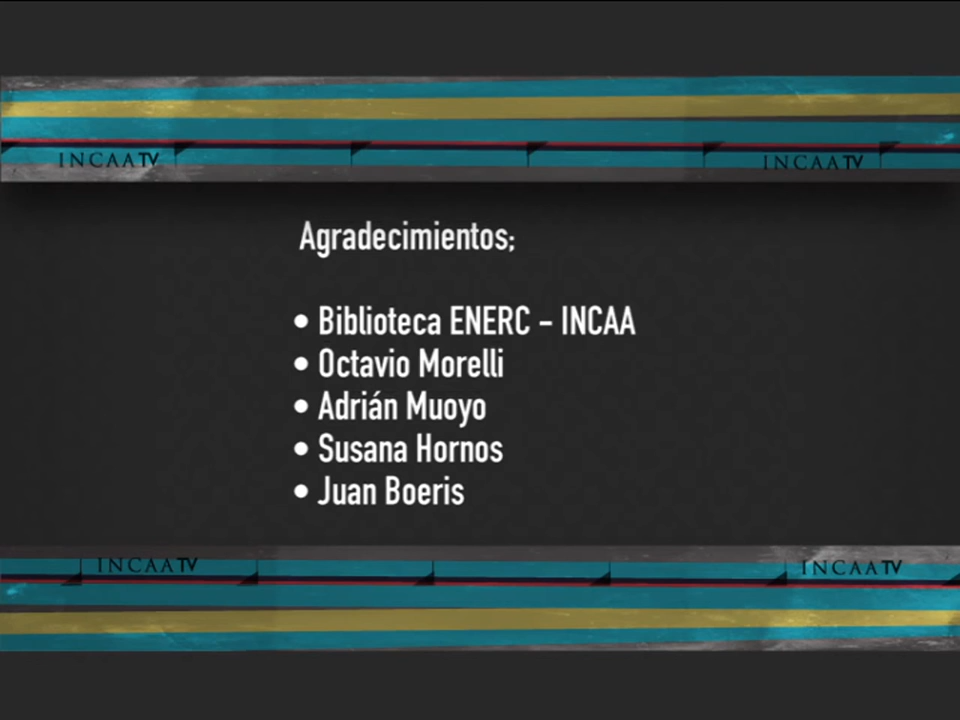 INCAATV
INCAATV
Agradecimientos;
• Biblioteca ENERC - INCAA
• Octavio Morelli
• Adrián Muoyo
• Susana Hornos
• Juan Boeris
INCAATV
INCAATV